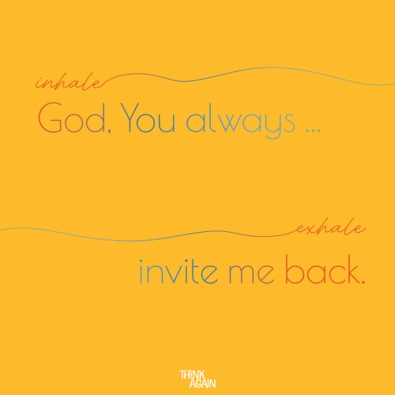 inhale
God, You always ...
exhale
invite me back.
THINK
AGAIN